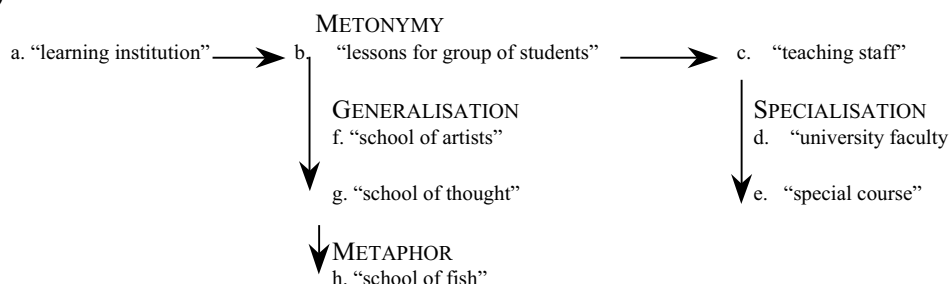 METONYMY
a. “learning institution” b. “lessons for group of students” c. “teaching staff”
GENERALISATION SPECIALISATION
f. “school of artists” d. “university faculty
g. “school of thought” e. “special course”
METAPHOR
h. “school of fish”